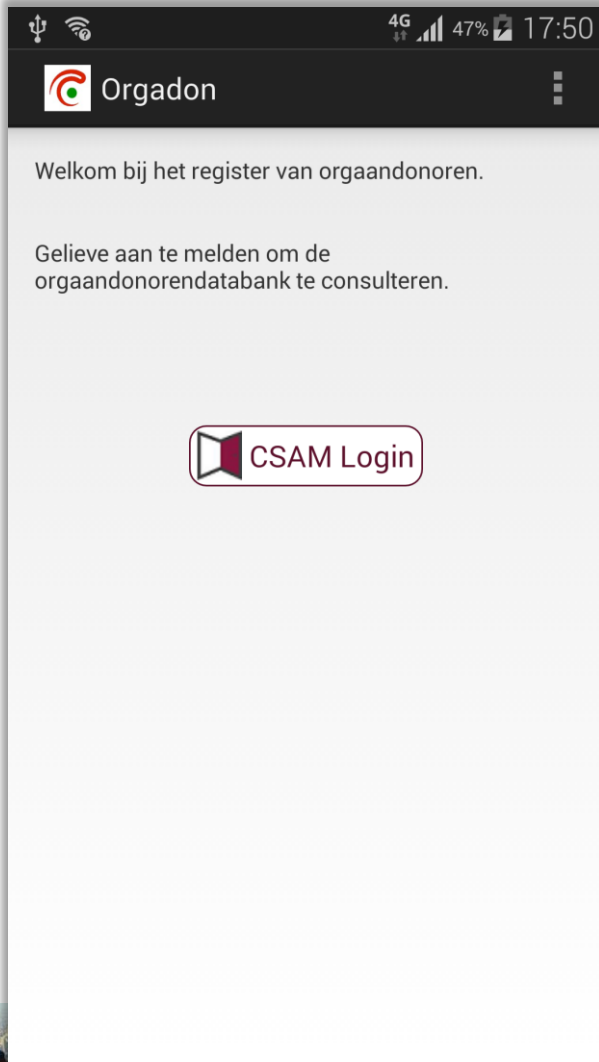 4G 47% 17:50
Orgadon
Welkom bij het register van orgaandonoren.
Gelieve aan te melden om de
orgaandonorendatabank te consulteren.
CSAM Login